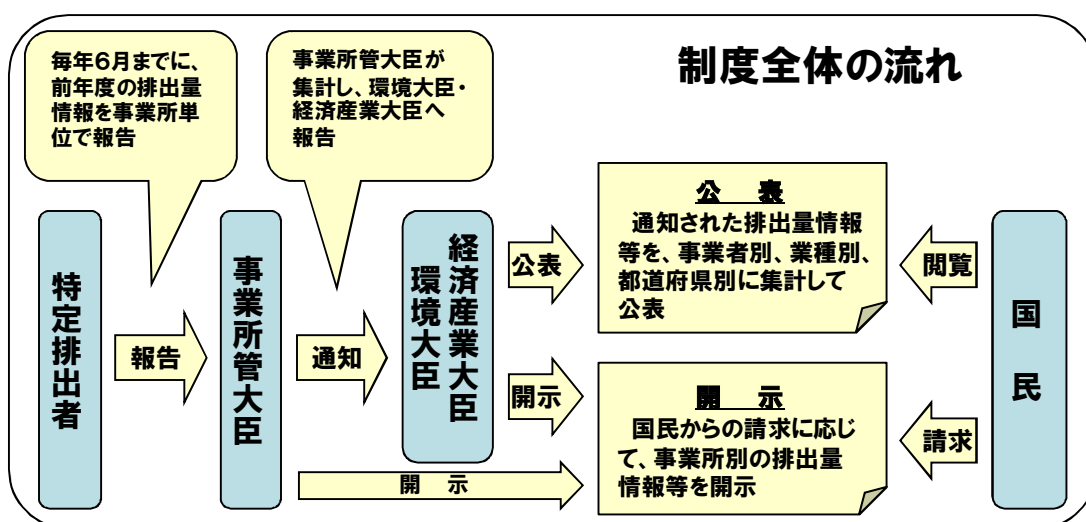 制度全体の流れ
毎年6月までに、
前年度の排出量
情報を事業所単
位で報告
事業所管大臣が
集計し、環境大臣・
経済産業大臣へ
報告
特定排出者
報告
事業所管大臣
通知
経済産業大臣
環境大臣
公表
開示
開　示
公　表
通知された排出量情報
等を、事業者別、業種別、
都道府県別に集計して
公表
開　示
国民からの請求に応じ
て、事業所別の排出量
情報等を開示
閲覧
請求
国民